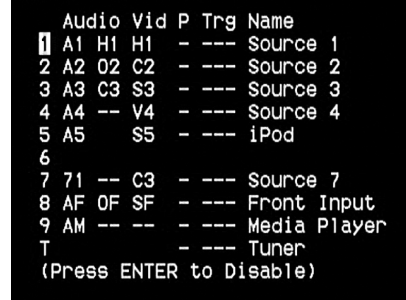 Audio Vid P Trg Name
1 A1 H1 H1 - --- Source 1
2 A2 O2 C2 - --- Source 2
3 A3 C3 S3 - --- Source 3
4 A4 -- V4 - --- Source 4
5 A5 S5 - --- iPod
6
7 71 -- C3 - --- Source 7
8 AF OF SF - --- Front Input
9 AM -- -- - --- Media Player
T - --- Tuner
(Press ENTER to Disable)